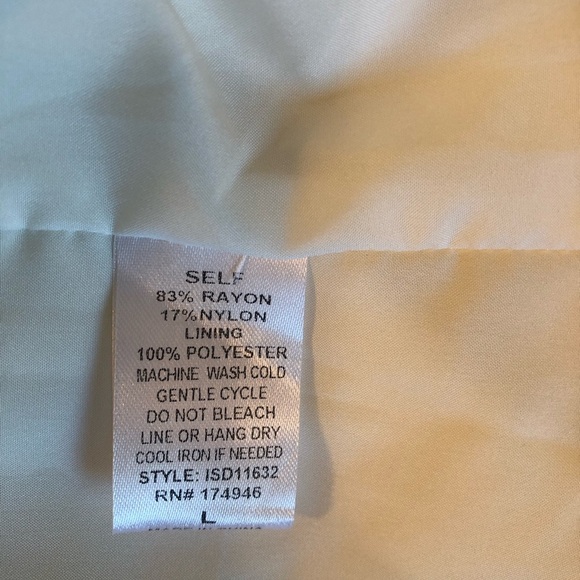 SELF
83% RAYON
17%NYLON
LINING
100% POLYESTER
MACHINE WASH COLD
GENTLE CYCLE
DO NOT BLEACH
LINE OR HANG DRY
COOL IRON IF NEEDED
STYLE: ISD11632
RN# 174946
L